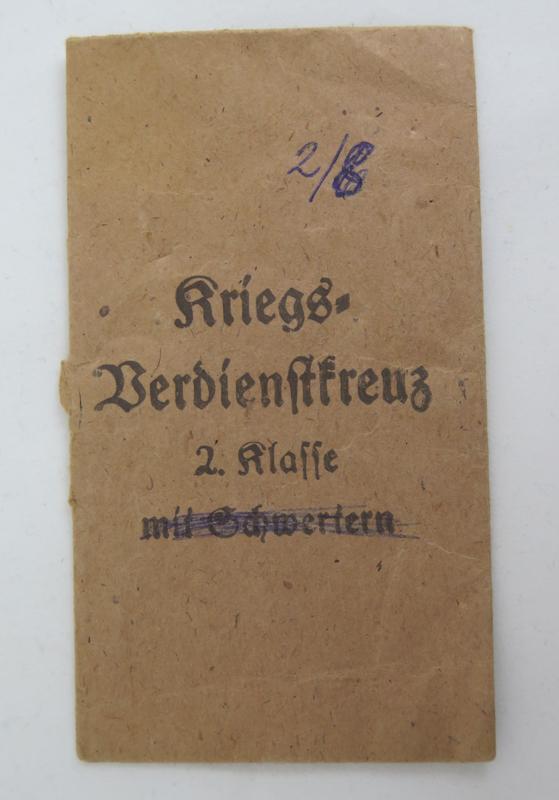 2/8
Kriegs-
Verdienstkreuz
2. Klasse
mit Schwertern